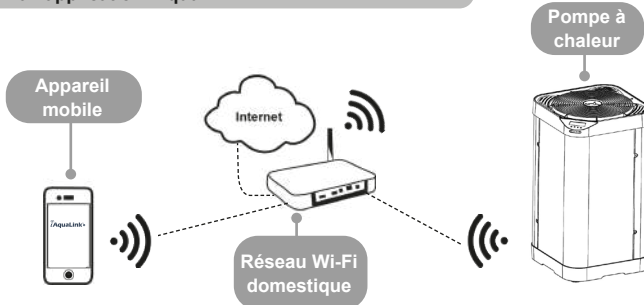 Pompe à
chaleur
Appareil
mobile
Internet
iAquaLink
Réseau Wi-Fi
domestique